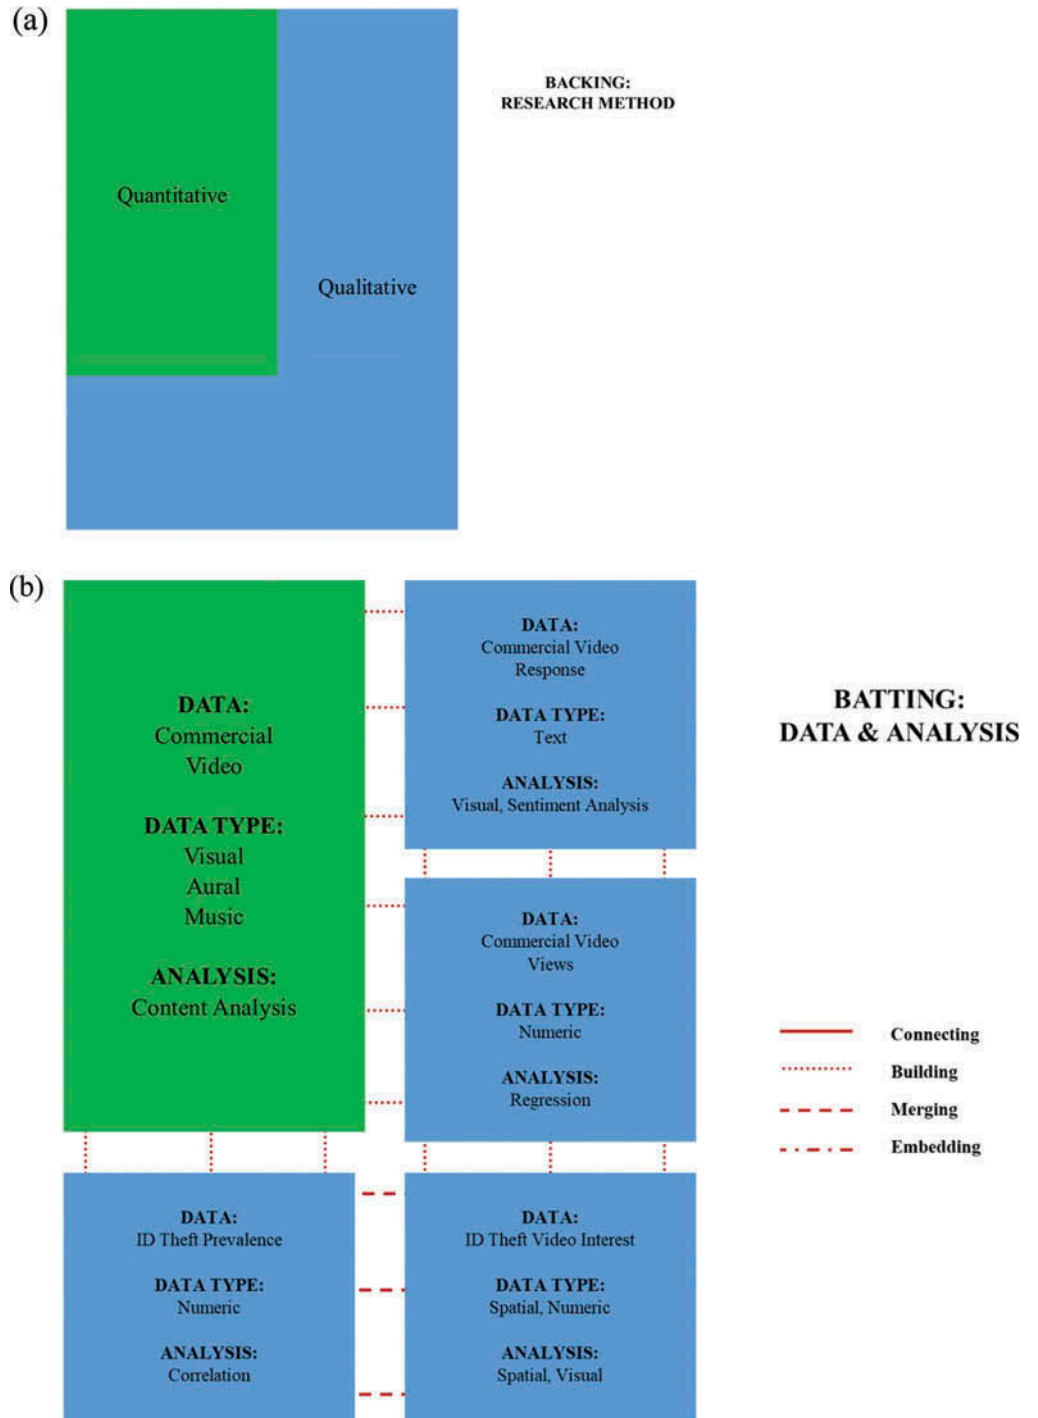 (a)
BACKING:
RESEARCH METHOD
Quantitative
Qualitative
(b)
DATA:
Commercial
Video
DATA TYPE:
Visual
Aural
Music
ANALYSIS:
Content Analysis
DATA:
Commercial Video
Response
DATA TYPE:
Text
ANALYSIS:
Visual, Sentiment Analysis
BATTING:
DATA & ANALYSIS
DATA:
Commercial Video
Views
DATA TYPE:
Numeric
ANALYSIS:
Regression
Connecting
Building
Merging
Embedding
DATA:
ID Theft Prevalence
DATA TYPE:
Numeric
ANALYSIS:
Correlation
DATA:
ID Theft Video Interest
DATA TYPE:
Spatial, Numeric
ANALYSIS:
Spatial, Visual